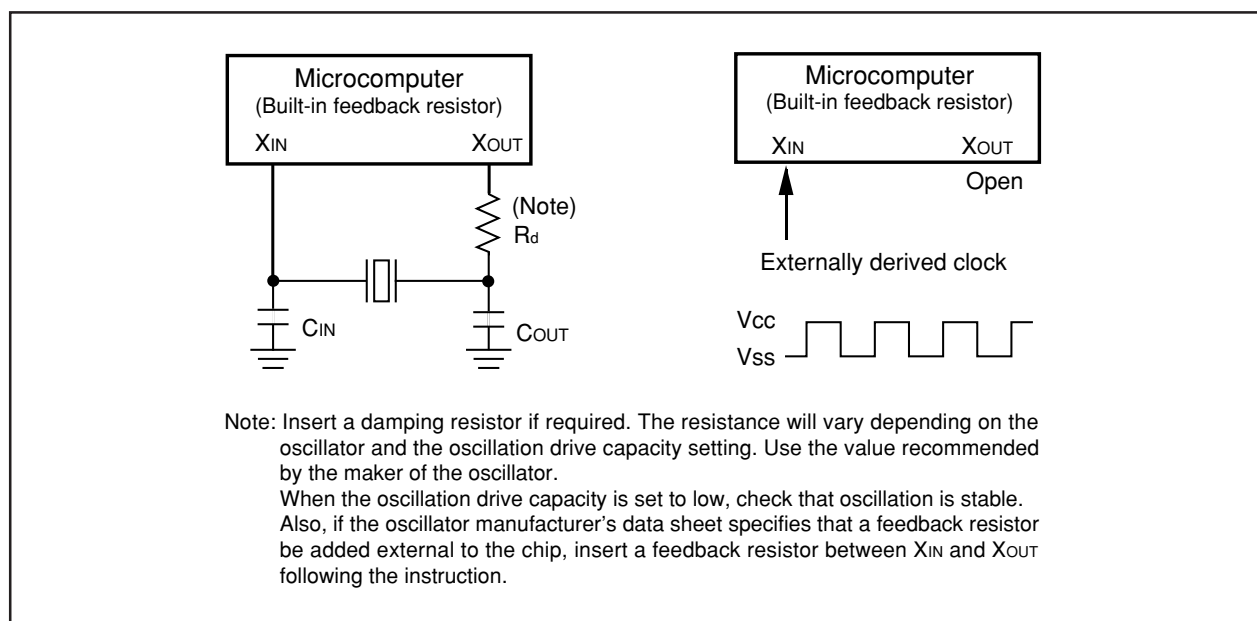 Microcomputer
(Built-in feedback resistor)
XIN XOUT
(Note)
Rd
CIN
COUT
Microcomputer
(Built-in feedback resistor)
XIN XOUT
Open
Externally derived clock
Vcc
Vss
Note: Insert a damping resistor if required. The resistance will vary depending on the
oscillator and the oscillation drive capacity setting. Use the value recommended
by the maker of the oscillator.
When the oscillation drive capacity is set to low, check that oscillation is stable.
Also, if the oscillator manufacturer's data sheet specifies that a feedback resistor
be added external to the chip, insert a feedback resistor between XIN and XOUT
following the instruction.